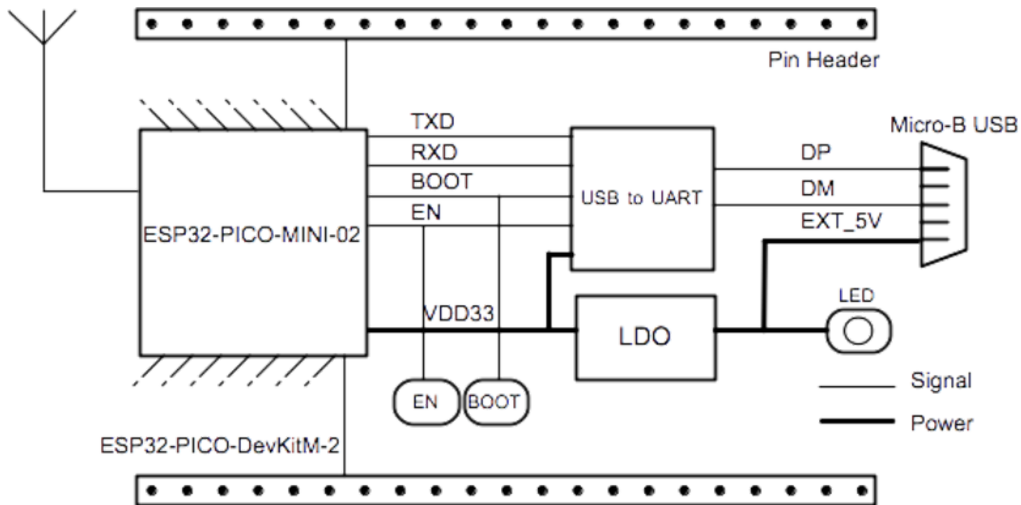 Pin Header
Micro-B USB
TXD
RXD
BOOT
EN
DP
DM
EXT_5V
USB to UART
ESP32-PICO-MINI-02
VDD33
LDO
LED
EN
BOOT
Signal
Power
ESP32-PICO-DevKitM-2